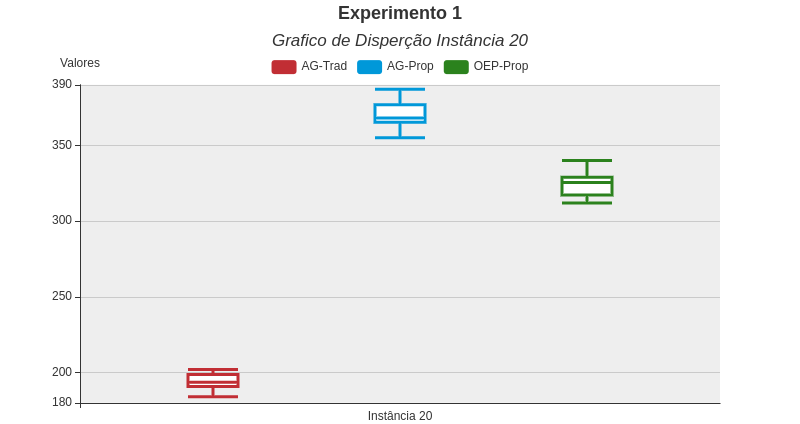 Experimento 1
Grafico de Disperção Instância 20
Valores
AG-Trad AG-Prop OEP-Prop
390
350
300
250
200
180
Instância 20